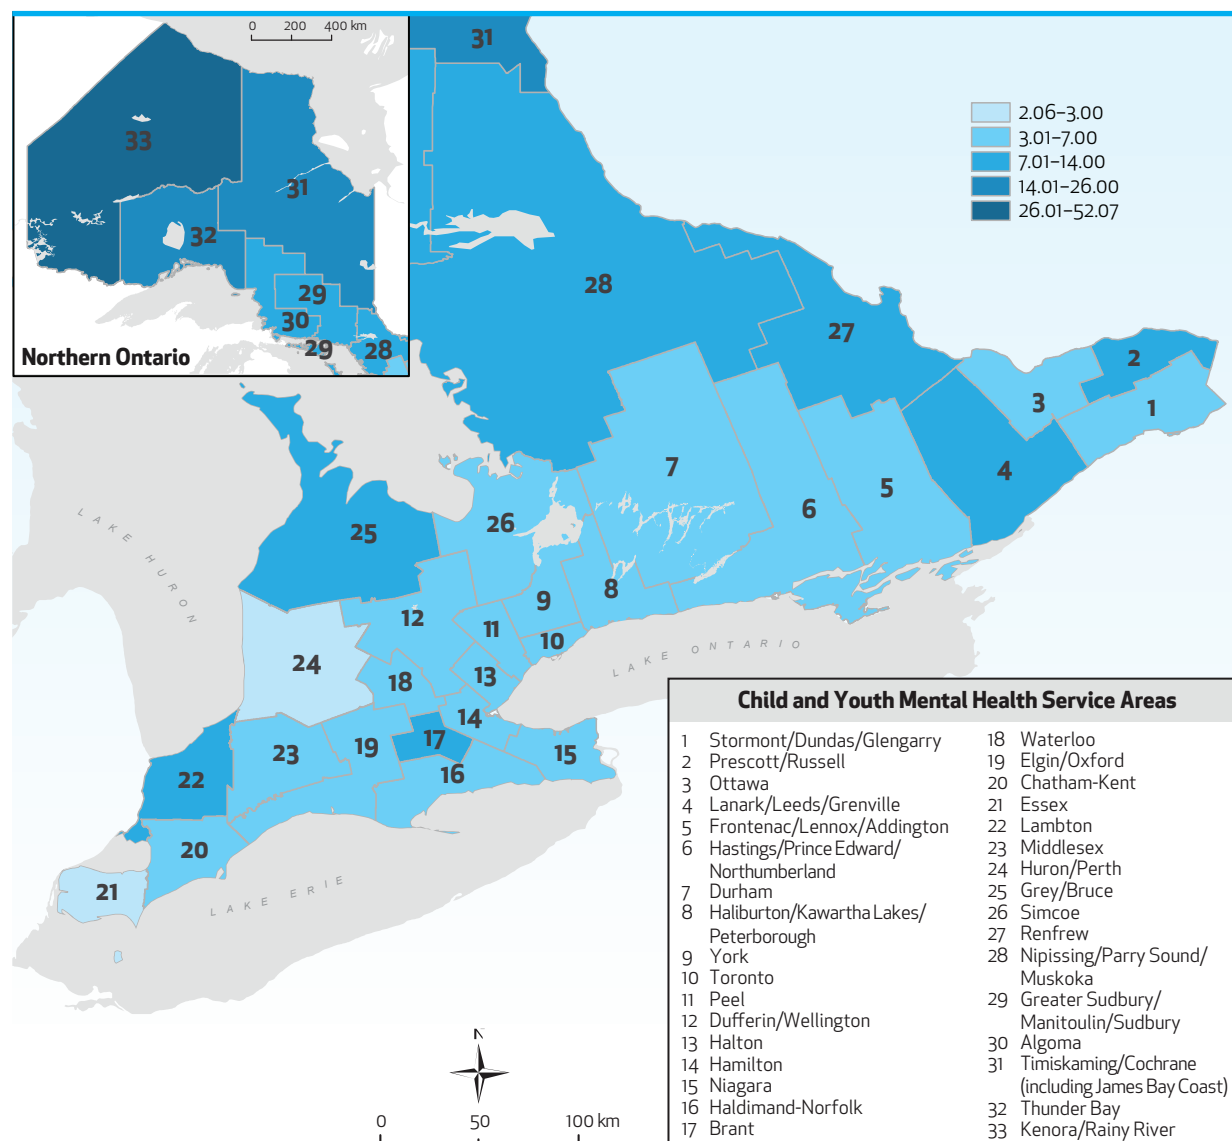 0 200 400 km
31
33
31
32
29
30
29
28
Northern Ontario
2.06–3.00
3.01–7.00
7.01–14.00
14.01–26.00
26.01–52.07
28
27
2
3
1
4
7
5
6
25
26
8
9
12
11
10
24
13
18
14
17
19
23
15
16
22
20
21
LAKE HURON
LAKE ONTARIO
LAKE ERIE
N
0 50 100 km
Child and Youth Mental Health Service Areas
1 Stormont/Dundas/Glengarry
2 Prescott/Russell
3 Ottawa
4 Lanark/Leeds/Grenville
5 Frontenac/Lennox/Addington
6 Hastings/Prince Edward/
Northumberland
7 Durham
8 Haliburton/Kawartha Lakes/
Peterborough
9 York
10 Toronto
11 Peel
12 Dufferin/Wellington
13 Halton
14 Hamilton
15 Niagara
16 Haldimand-Norfolk
17 Brant
18 Waterloo
19 Elgin/Oxford
20 Chatham-Kent
21 Essex
22 Lambton
23 Middlesex
24 Huron/Perth
25 Grey/Bruce
26 Simcoe
27 Renfrew
28 Nipissing/Parry Sound/
Muskoka
29 Greater Sudbury/
Manitoulin/Sudbury
30 Algoma
31 Timiskaming/Cochrane
(including James Bay Coast)
32 Thunder Bay
33 Kenora/Rainy River